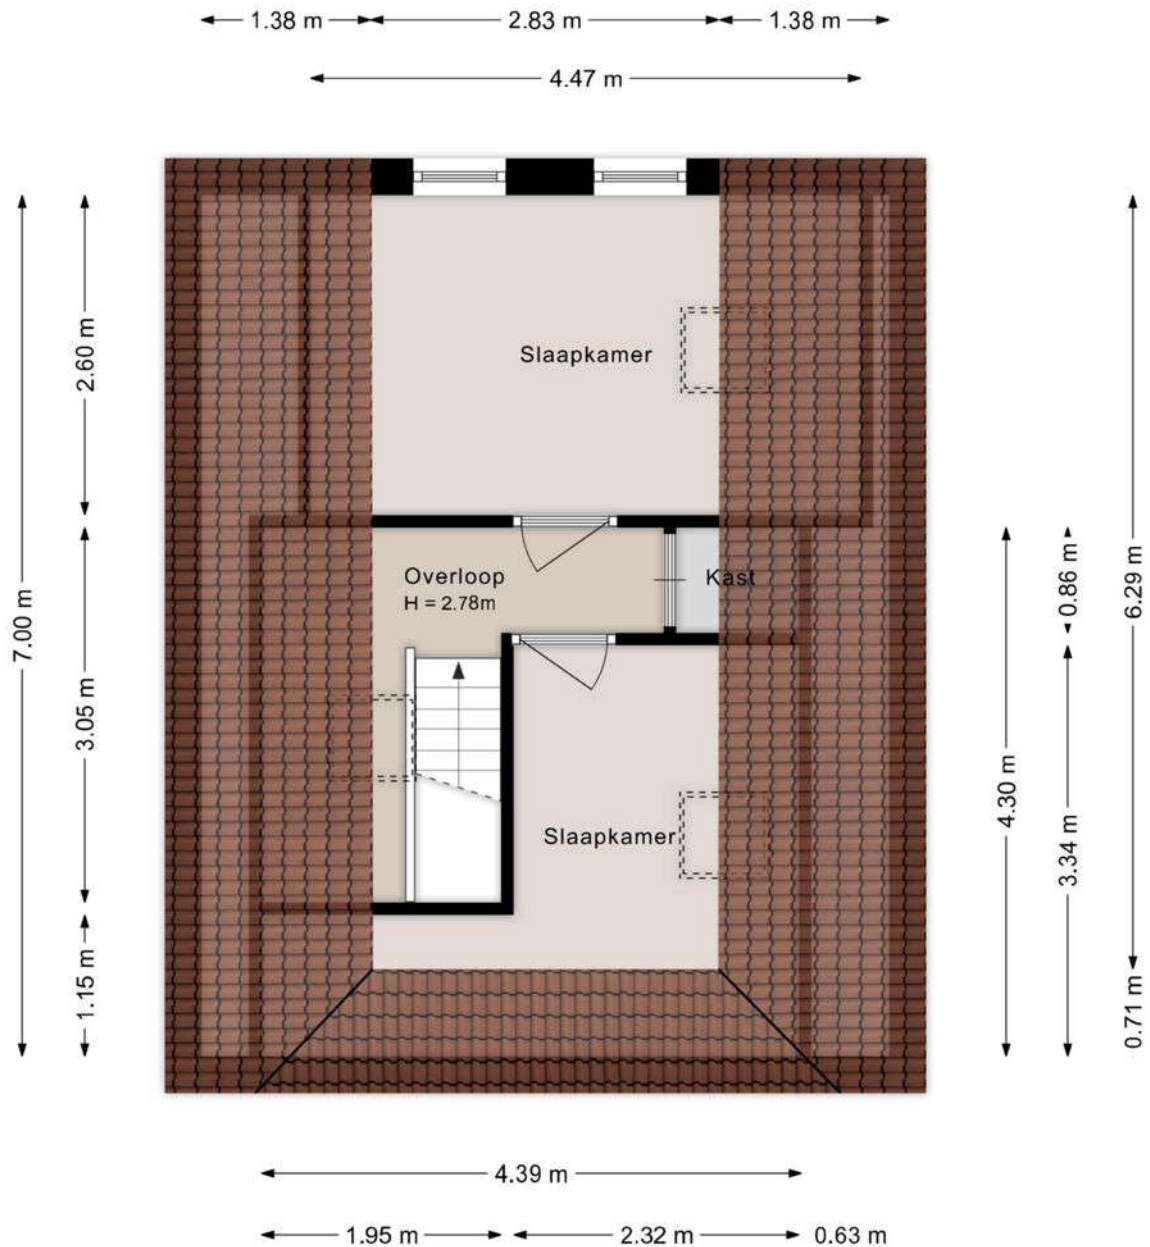 1.38 m 2.83 m 1.38 m
4.47 m
Slaapkamer
2.60 m
Overloop
H = 2.78m
Kast
0.86 m
6.29 m
7.00 m
3.05 m
4.30 m
3.34 m
Slaapkamer
1.15 m
0.71 m
4.39 m
1.95 m 2.32 m 0.63 m